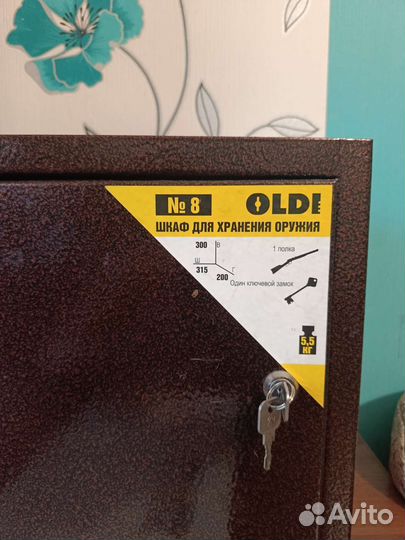 № 8
OLDI
ШКАФ ДЛЯ ХРАНЕНИЯ ОРУЖИЯ
300 В
1 полка
Ш
315
Г
200
Один ключевой замок
5,5
КГ
Avito